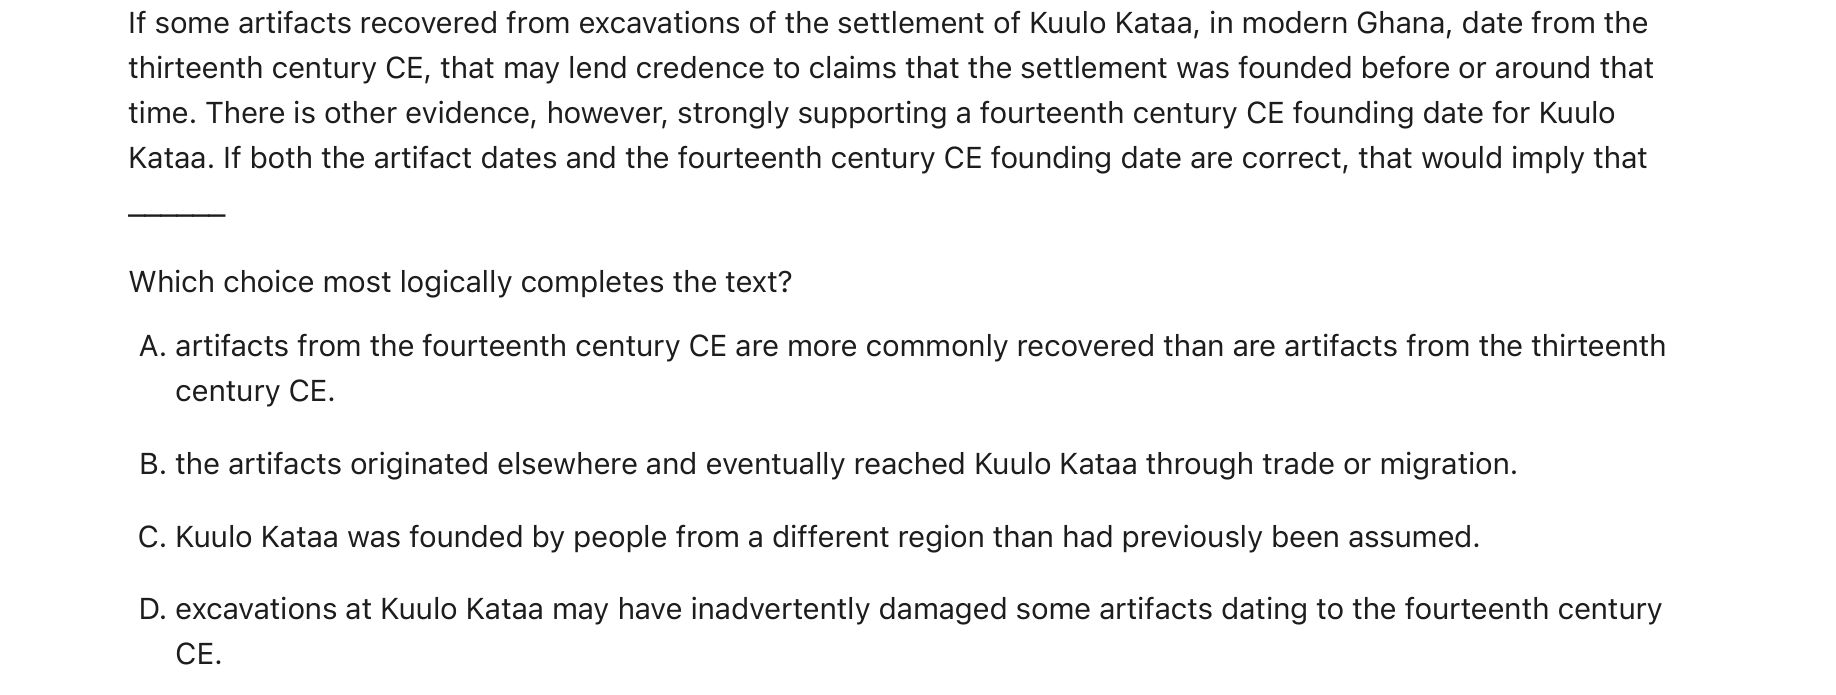 If some artifacts recovered from excavations of the settlement of Kuulo Kataa, in modern Ghana, date from the
thirteenth century CE, that may lend credence to claims that the settlement was founded before or around that
time. There is other evidence, however, strongly supporting a fourteenth century CE founding date for Kuulo
Kataa. If both the artifact dates and the fourteenth century CE founding date are correct, that would imply that
______
Which choice most logically completes the text?
A. artifacts from the fourteenth century CE are more commonly recovered than are artifacts from the thirteenth
century CE.
B. the artifacts originated elsewhere and eventually reached Kuulo Kataa through trade or migration.
C. Kuulo Kataa was founded by people from a different region than had previously been assumed.
D. excavations at Kuulo Kataa may have inadvertently damaged some artifacts dating to the fourteenth century
CE.